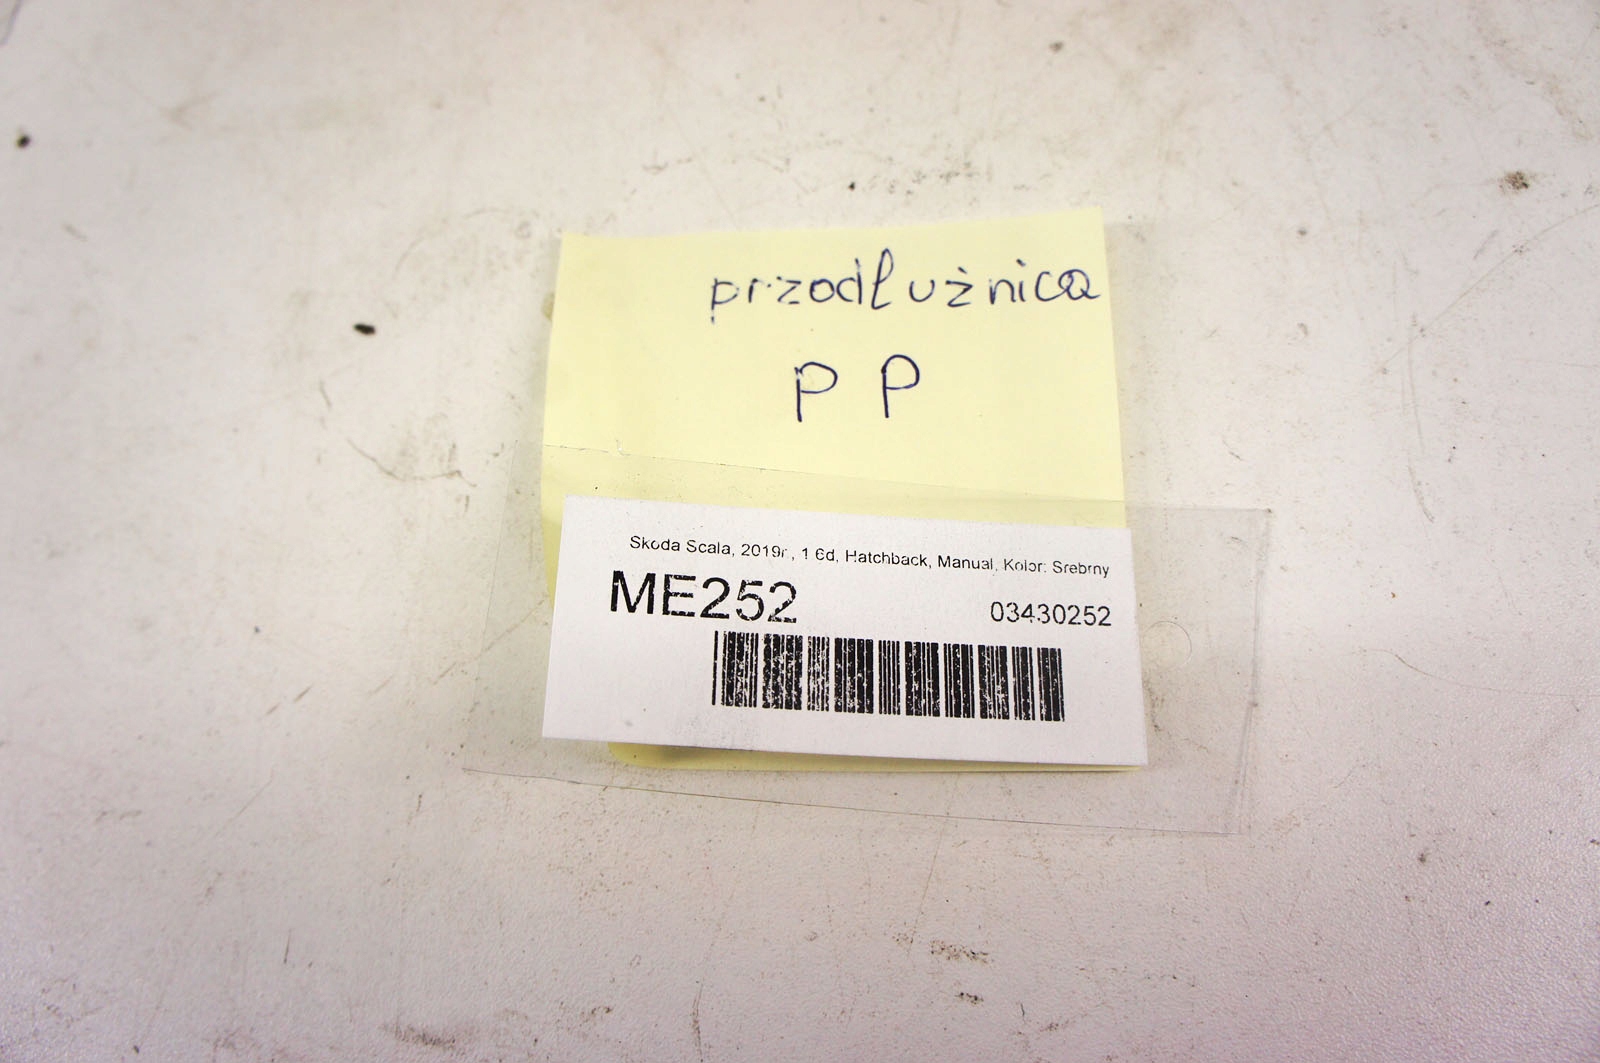 przodłużnica
P P
Skoda Scala, 2019r., 1.6d, Hatchback, Manual, Kolor: Srebrny
ME252
03430252